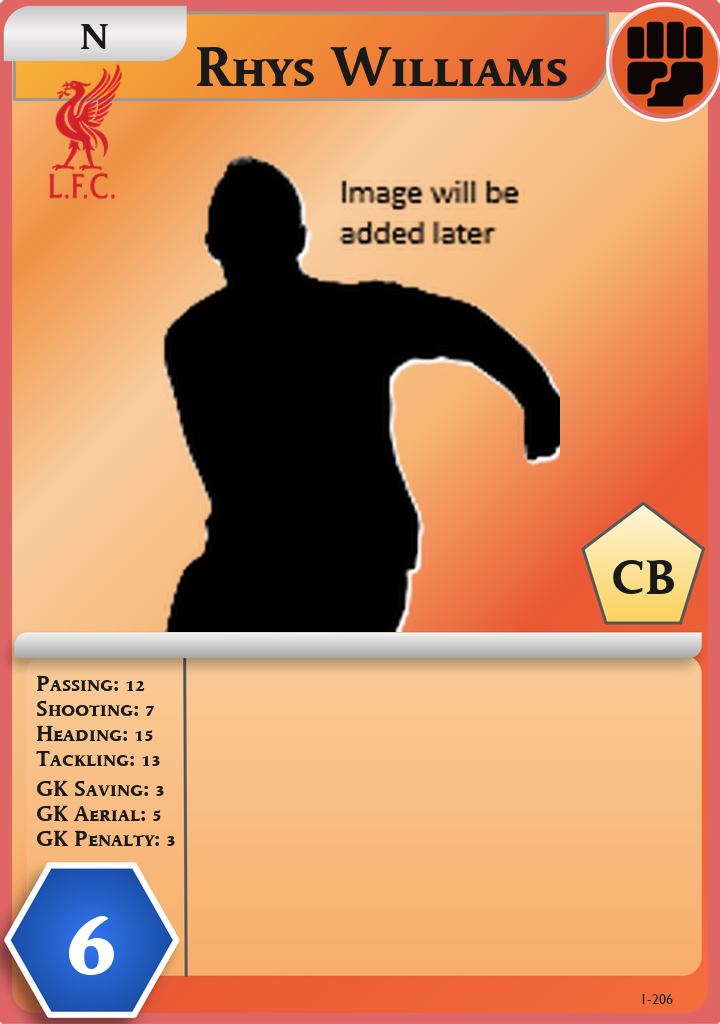 N
Rhys Williams
L.F.C.
Image will be
added later
CB
Passing: 12
Shooting: 7
Heading: 15
Tackling: 13
GK Saving: 3
GK Aerial: 5
GK Penalty: 3
6
1-206